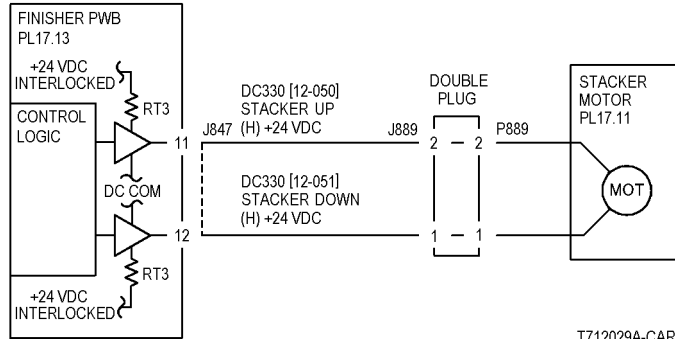 FINISHER PWB
PL17.13
+24 VDC
INTERLOCKED
RT3
CONTROL
LOGIC
DC COM
RT3
+24 VDC
INTERLOCKED
11
12
J847
DC330 [12-050]
STACKER UP
(H) +24 VDC
DC330 [12-051]
STACKER DOWN
(H) +24 VDC
J889
DOUBLE
PLUG
P889
2 – 2
1 – 1
STACKER
MOTOR
PL17.11
MOT
T712029A-CAR